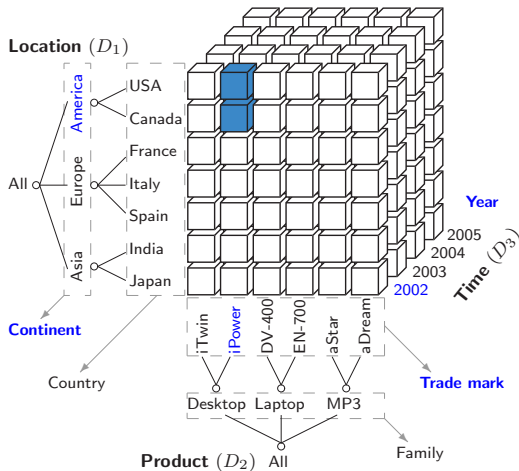 Location (D1)
America
USA
Canada
All
Europe
France
Italy
Spain
Asia
India
Japan
Continent
Country
Year
2005
2004
2003
2002
Time (D3)
iTwin
iPower
DV-400
EN-700
aStar
aDream
Trade mark
Desktop
Laptop
MP3
Family
Product (D2)
All